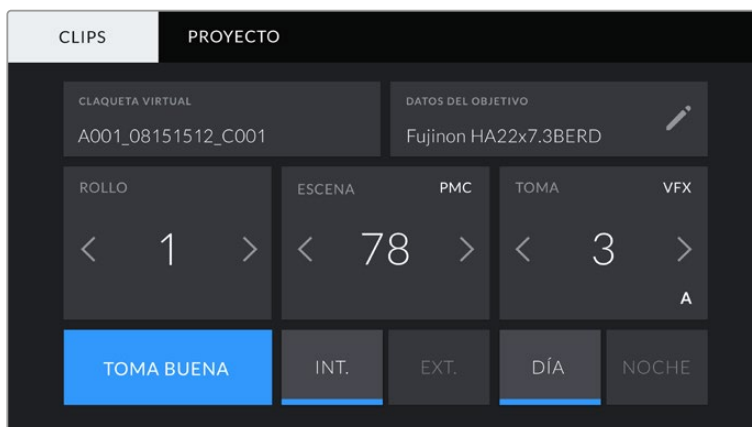 CLIPS PROYECTO
CLAQUETA VIRTUAL
A001_08151512_C001
DATOS DEL OBJETIVO
Fujinon HA22x7.3BERD
ROLLO
1
ESCENA PMC
78
TOMA VFX
3
A
TOMA BUENA
INT.
EXT.
DÍA
NOCHE